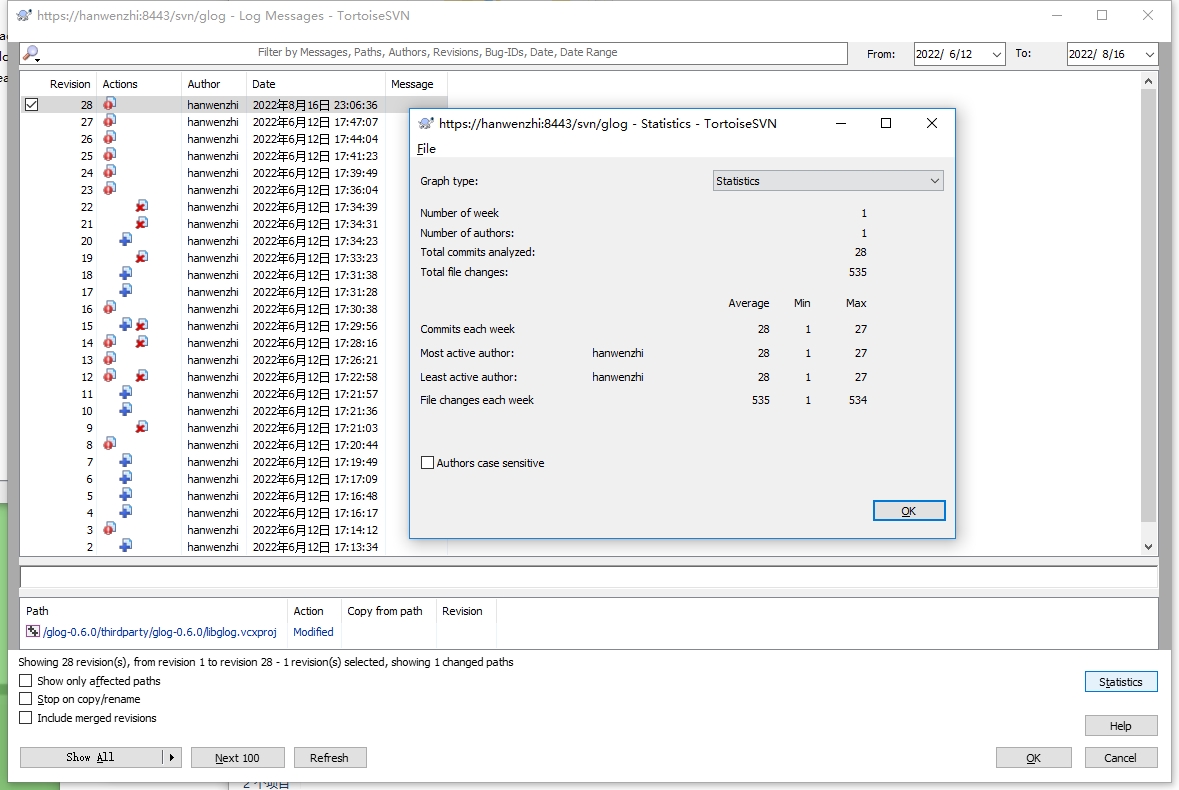 https://hanwenzhi:8443/svn/glog - Log Messages - TortoiseSVN
Filter by Messages, Paths, Authors, Revisions, Bug-IDs, Date, Date Range
From: 2022/ 6/12 To: 2022/ 8/16
Revision Actions Author Date Message
28 hanwenzhi 2022年8月16日 23:06:36
27 hanwenzhi 2022年6月12日 17:47:07
26 hanwenzhi 2022年6月12日 17:44:04
25 hanwenzhi 2022年6月12日 17:41:23
24 hanwenzhi 2022年6月12日 17:39:49
23 hanwenzhi 2022年6月12日 17:36:04
22 hanwenzhi 2022年6月12日 17:34:39
21 hanwenzhi 2022年6月12日 17:34:31
20 hanwenzhi 2022年6月12日 17:34:23
19 hanwenzhi 2022年6月12日 17:33:23
18 hanwenzhi 2022年6月12日 17:31:38
17 hanwenzhi 2022年6月12日 17:31:28
16 hanwenzhi 2022年6月12日 17:30:38
15 hanwenzhi 2022年6月12日 17:29:56
14 hanwenzhi 2022年6月12日 17:28:16
13 hanwenzhi 2022年6月12日 17:26:21
12 hanwenzhi 2022年6月12日 17:22:58
11 hanwenzhi 2022年6月12日 17:21:57
10 hanwenzhi 2022年6月12日 17:21:36
9 hanwenzhi 2022年6月12日 17:21:03
8 hanwenzhi 2022年6月12日 17:20:44
7 hanwenzhi 2022年6月12日 17:19:49
6 hanwenzhi 2022年6月12日 17:17:09
5 hanwenzhi 2022年6月12日 17:16:48
4 hanwenzhi 2022年6月12日 17:16:17
3 hanwenzhi 2022年6月12日 17:14:12
2 hanwenzhi 2022年6月12日 17:13:34
https://hanwenzhi:8443/svn/glog - Statistics - TortoiseSVN
File
Graph type: Statistics
Number of week 1
Number of authors: 1
Total commits analyzed: 28
Total file changes: 535
Average Min Max
Commits each week 28 1 27
Most active author: hanwenzhi 28 1 27
Least active author: hanwenzhi 28 1 27
File changes each week 535 1 534
Authors case sensitive
OK
Path Action Copy from path Revision
/glog-0.6.0/thirdparty/glog-0.6.0/libglog.vcxproj Modified
Showing 28 revision(s), from revision 1 to revision 28 - 1 revision(s) selected, showing 1 changed paths
Show only affected paths
Statistics
Stop on copy/rename
Include merged revisions
Help
Show All Next 100 Refresh OK Cancel
2 个项目